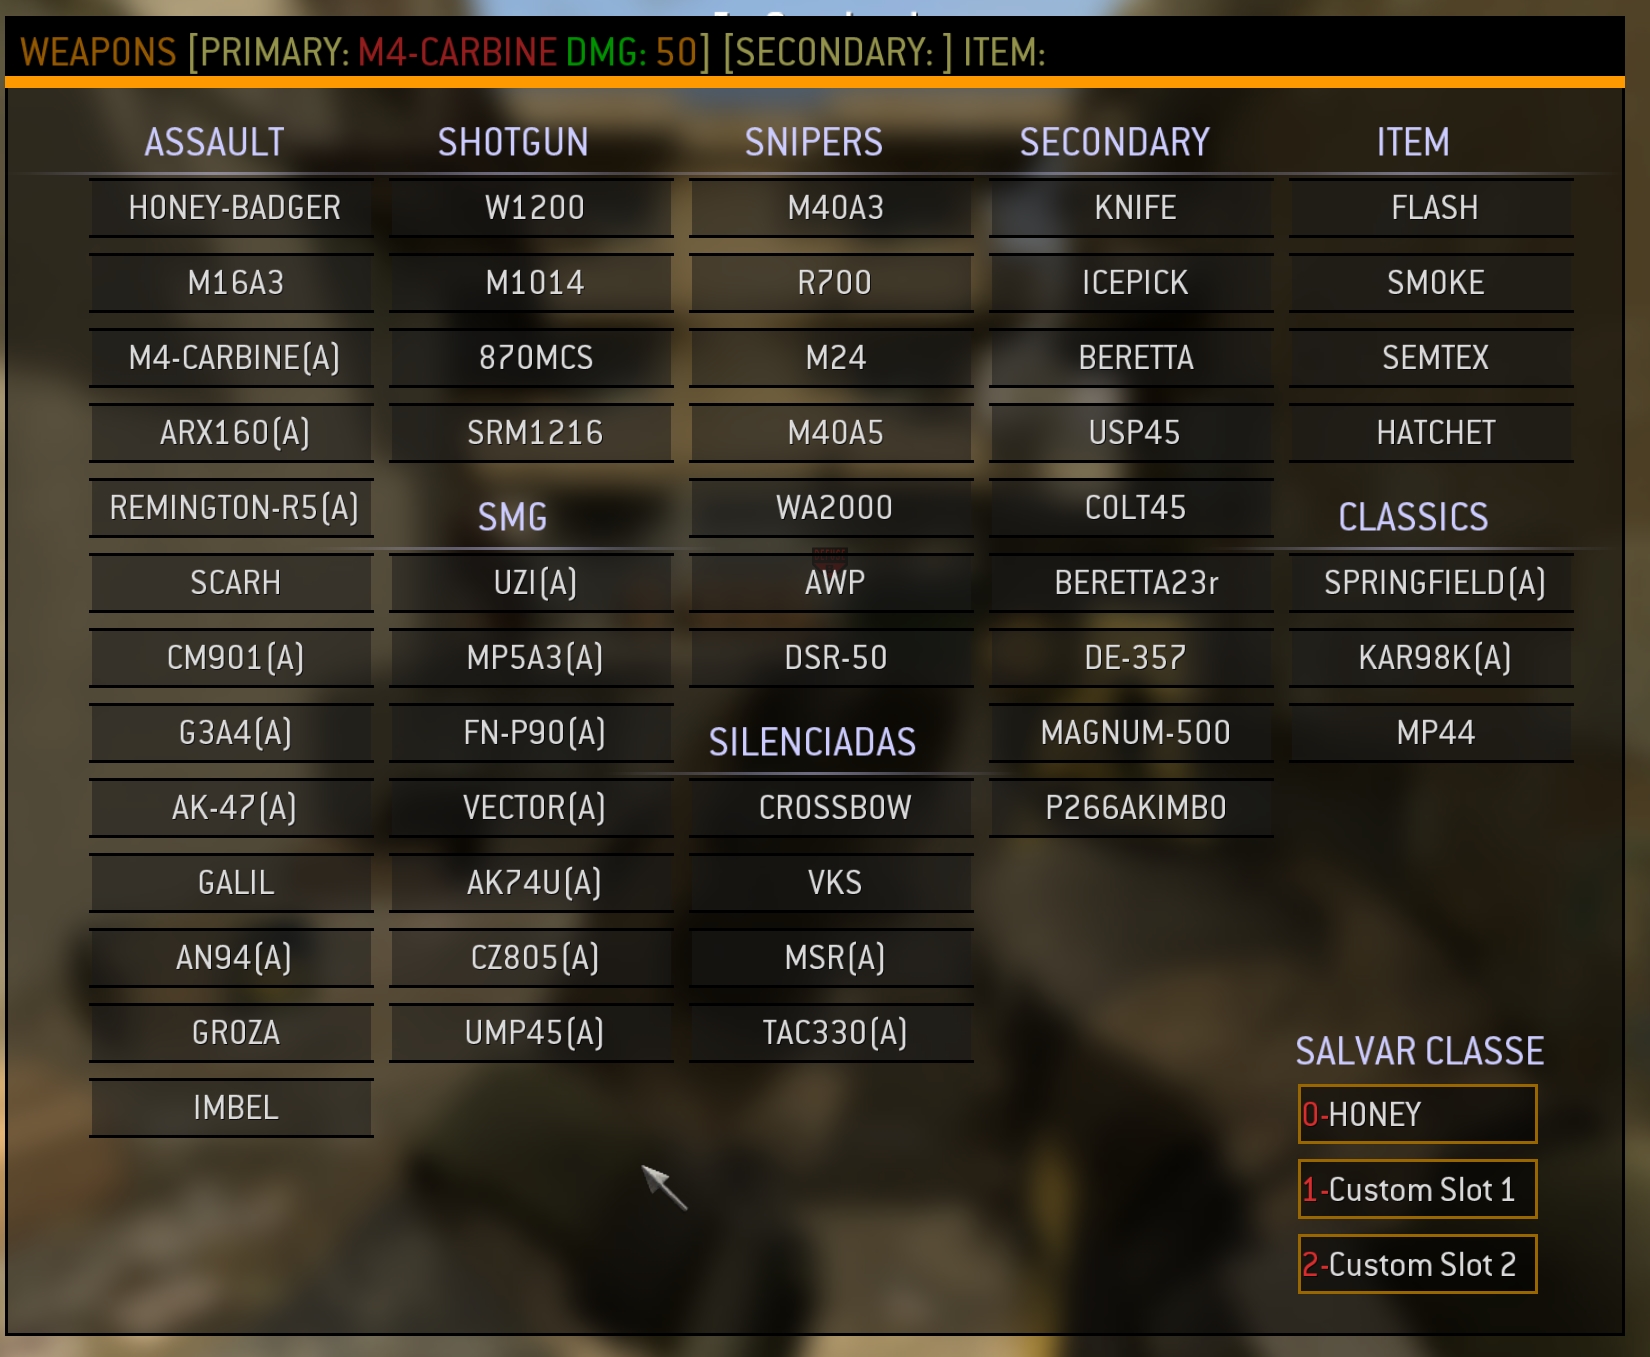 WEAPONS [PRIMARY: M4-CARBINE DMG: 50] [SECONDARY: ] ITEM:
ASSAULT
HONEY-BADGER
M16A3
M4-CARBINE(A)
ARX160(A)
REMINGTON-R5(A)
SCARH
CM901(A)
G3A4(A)
AK-47(A)
GALIL
AN94(A)
GROZA
IMBEL
SHOTGUN
W1200
M1014
870MCS
SRM1216
SMG
UZI(A)
MP5A3(A)
FN-P90(A)
VECTOR(A)
AK74U(A)
CZ805(A)
UMP45(A)
SNIPERS
M40A3
R700
M24
M40A5
WA2000
AWP
DSR-50
SILENCIADAS
CROSSBOW
VKS
MSR(A)
TAC330(A)
SECONDARY
KNIFE
ICEPICK
BERETTA
USP45
COLT45
BERETTA23r
DE-357
MAGNUM-500
P266AKIMBO
ITEM
FLASH
SMOKE
SEMTEX
HATCHET
CLASSICS
SPRINGFIELD(A)
KAR98K(A)
MP44
SALVAR CLASSE
0-HONEY
1-Custom Slot 1
2-Custom Slot 2